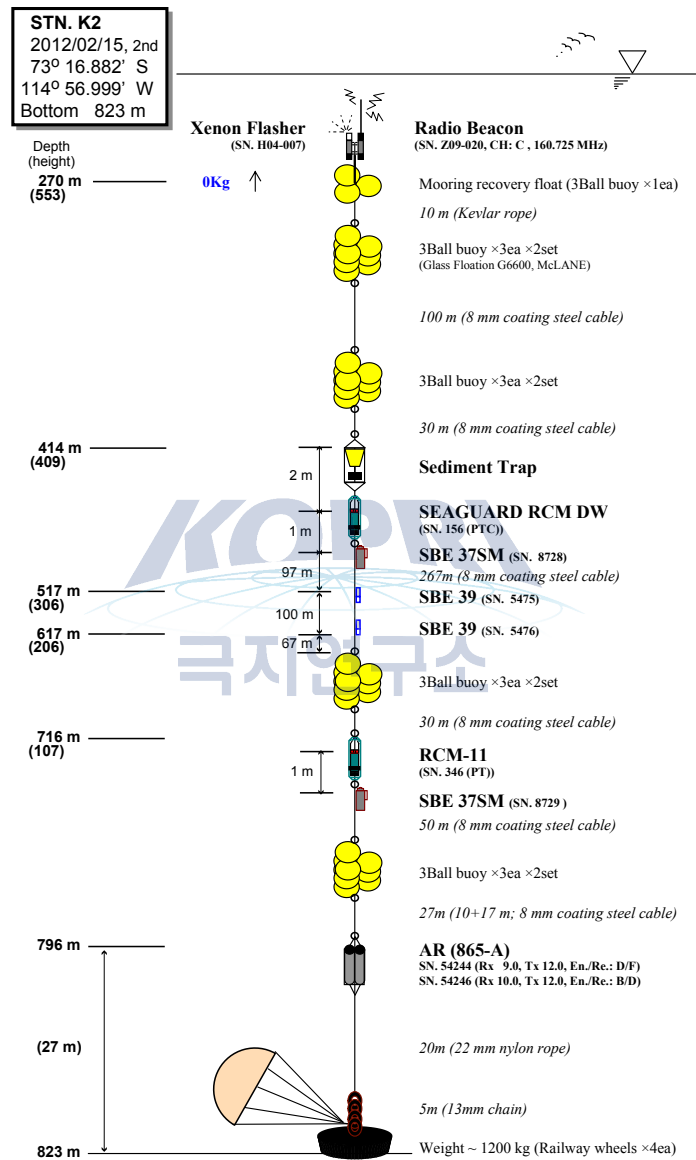 STN. K2
2012/02/15, 2nd
73º 16.882' S
114º 56.999' W
Bottom 823 m
Depth
(height)
Xenon Flasher
(SN. H04-007)
Radio Beacon
(SN. Z09-020, CH: C , 160.725 MHz)
270 m
(553)
0Kg
Mooring recovery float (3Ball buoy ×1ea)
10 m (Kevlar rope)
3Ball buoy ×3ea ×2set
(Glass Floation G6600, McLANE)
100 m (8 mm coating steel cable)
3Ball buoy ×3ea ×2set
30 m (8 mm coating steel cable)
414 m
(409)
2 m
Sediment Trap
KOPRI
SEAGUARD RCM DW
(SN. 156 (PTC))
1 m
SBE 37SM (SN. 8728)
97 m
267m (8 mm coating steel cable)
517 m
(306)
SBE 39 (SN. 5475)
100 m
617 m
(206)
SBE 39 (SN. 5476)
67 m
극지연구소
3Ball buoy ×3ea ×2set
30 m (8 mm coating steel cable)
716 m
(107)
RCM-11
(SN. 346 (PT))
1 m
SBE 37SM (SN. 8729 )
50 m (8 mm coating steel cable)
3Ball buoy ×3ea ×2set
27m (10+17 m; 8 mm coating steel cable)
796 m
AR (865-A)
SN. 54244 (Rx 9.0, Tx 12.0, En./Re.: D/F)
SN. 54246 (Rx 10.0, Tx 12.0, En./Re.: B/D)
(27 m)
20m (22 mm nylon rope)
5m (13mm chain)
823 m
Weight ~ 1200 kg (Railway wheels ×4ea)